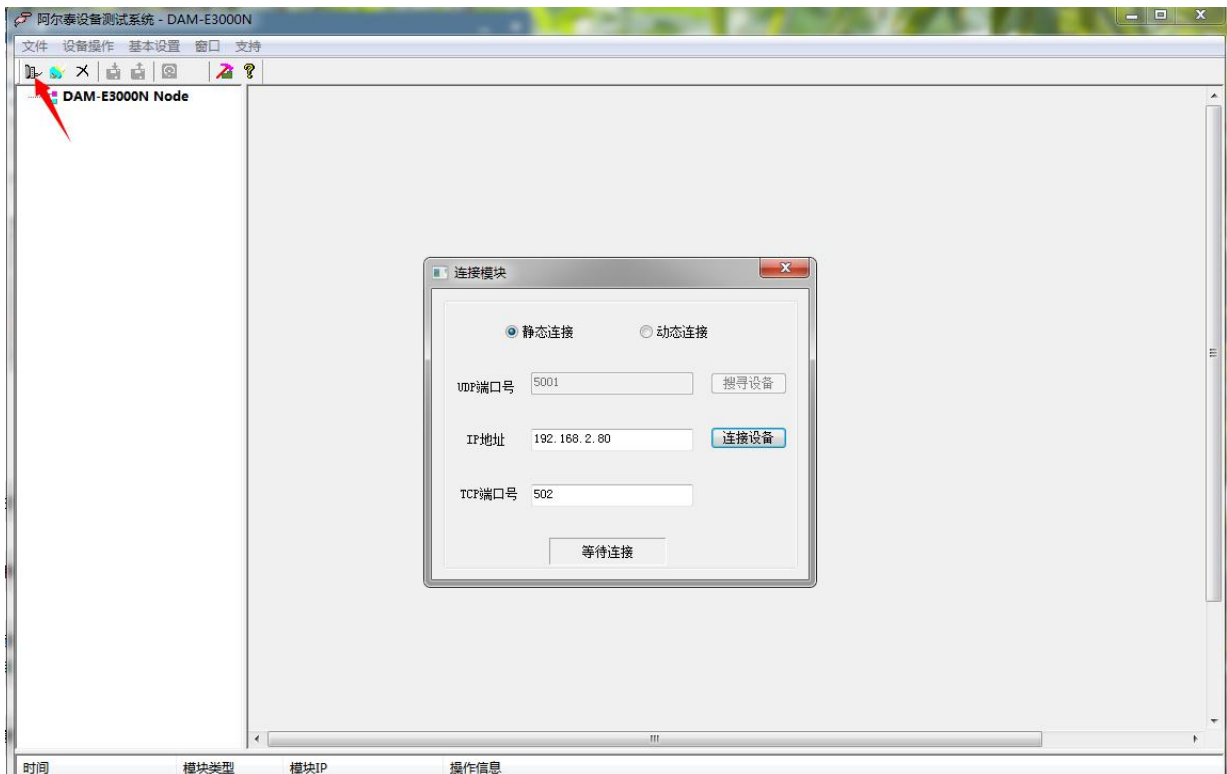 阿尔泰设备测试系统 - DAM-E3000N
文件 设备操作 基本设置 窗口 支持
DAM-E3000N Node
连接模块
静态连接 动态连接
UDP端口号 5001 搜寻设备
IP地址 192.168.2.80 连接设备
TCP端口号 502
等待连接
时间 模块类型 模块IP 操作信息